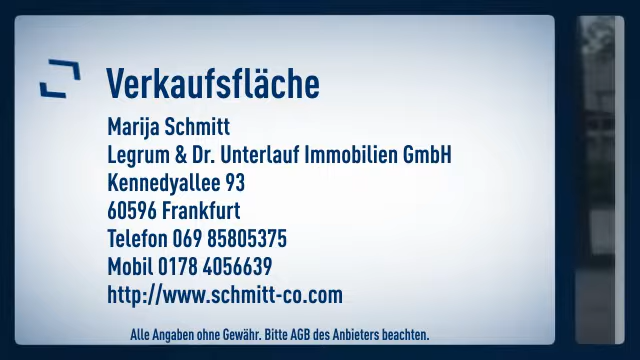 Verkaufsfläche
Marija Schmitt
Legrum & Dr. Unterlauf Immobilien GmbH
Kennedyallee 93
60596 Frankfurt
Telefon 069 85805375
Mobil 0178 4056639
http://www.schmitt-co.com
Alle Angaben ohne Gewähr. Bitte AGB des Anbieters beachten.